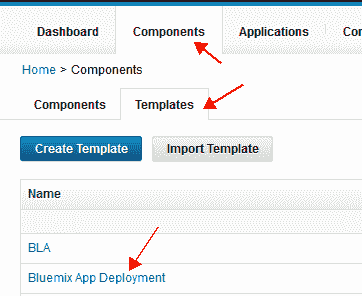 Dashboard Components Applications Co
Home > Components
Components Templates
Create Template Import Template
Name
BLA
Bluemix App Deployment